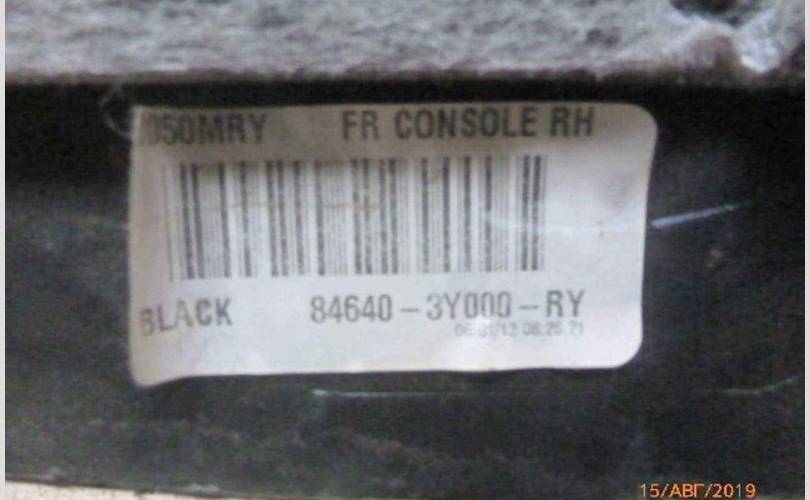 050MRY FR CONSOLE RH
BLACK 84640-3Y000-RY
15/АВГ/2019